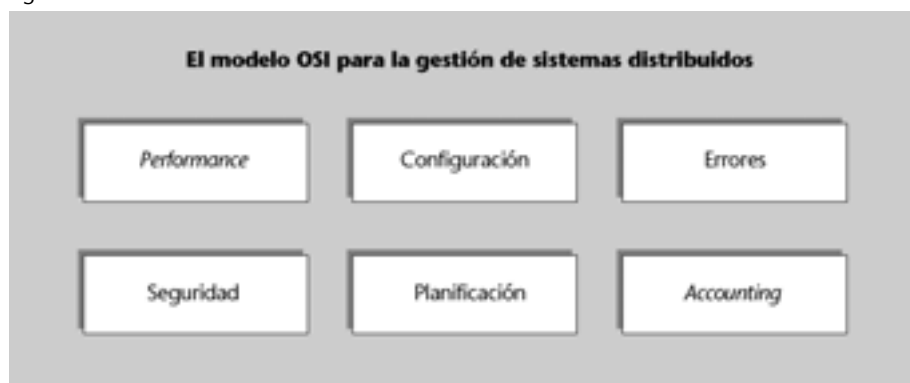 El modelo OSI para la gestión de sistemas distribuidos
Performance
Configuración
Errores
Seguridad
Planificación
Accounting